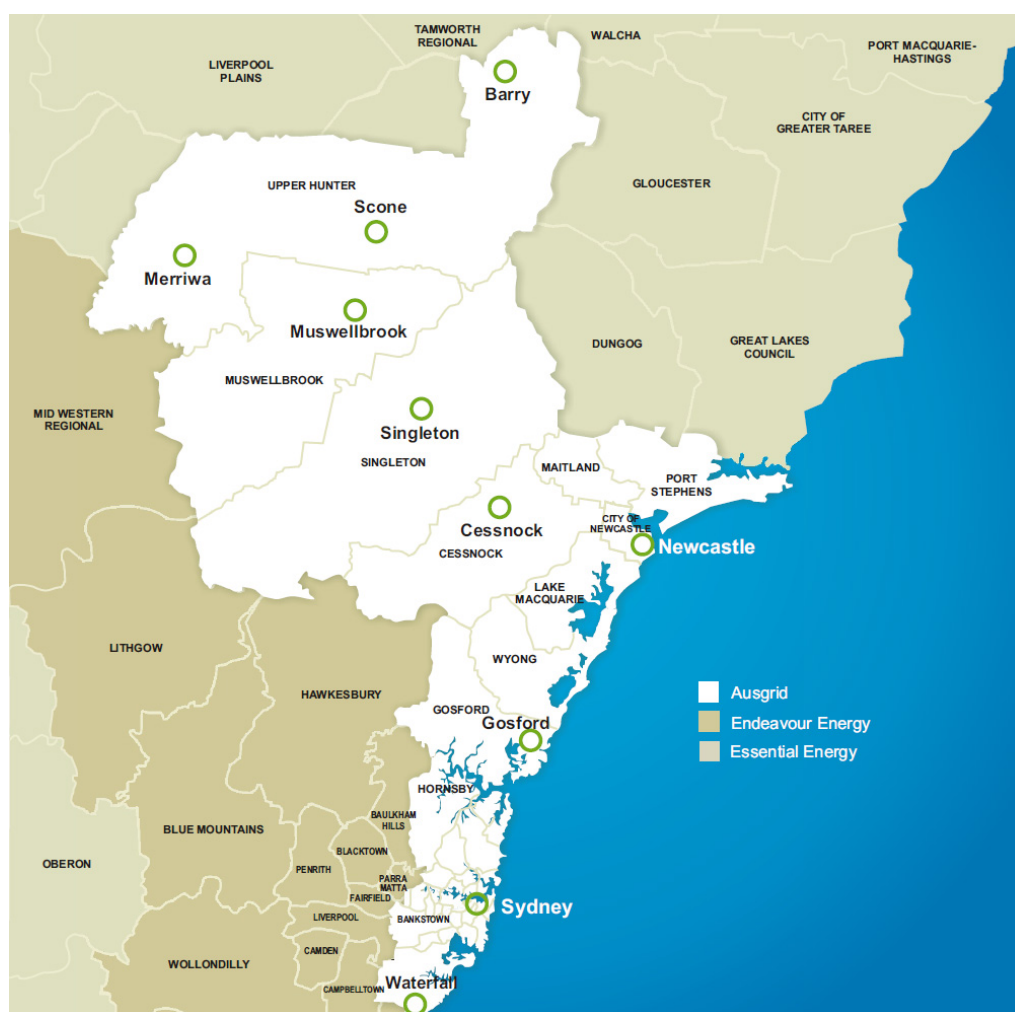 TAMWORTH
REGIONAL
WALCHA
PORT MACQUARIE-
HASTINGS
LIVERPOOL
PLAINS
Barry
CITY OF
GREATER TAREE
UPPER HUNTER
GLOUCESTER
Scone
Merriwa
Muswellbrook
DUNGOG
GREAT LAKES
COUNCIL
MUSWELLBROOK
MID WESTERN
REGIONAL
Singleton
SINGLETON
MAITLAND
PORT
STEPHENS
Cessnock
CESSNOCK
CITY OF
NEWCASTLE
Newcastle
LAKE
MACQUARIE
LITHGOW
WYONG
HAWKESBURY
GOSFORD
Gosford
Ausgrid
Endeavour Energy
Essential Energy
HORNSBY
BAULKHAM
HILLS
BLUE MOUNTAINS
BLACKTOWN
OBERON
PENRITH
PARRA
MATTA
FAIRFIELD
Sydney
LIVERPOOL
BANKSTOWN
CAMDEN
WOLLONDILLY
Waterfall
CAMPBELLTOWN